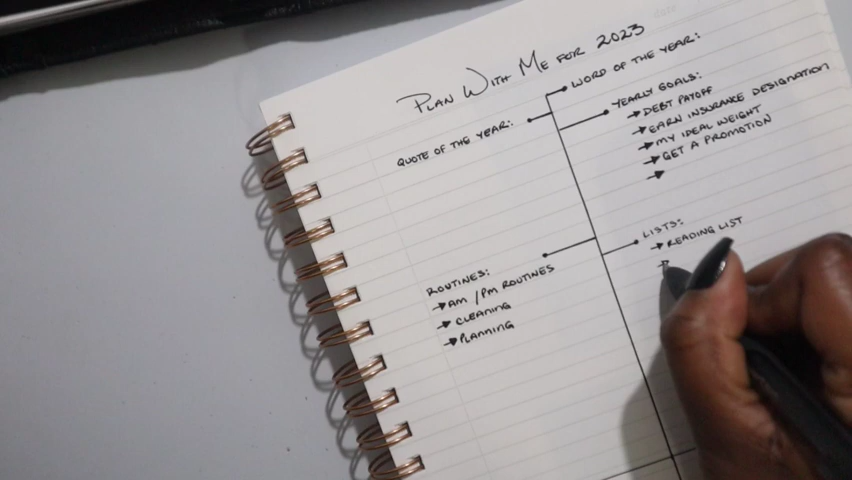 PLAN WITH ME FOR 2023
WORD OF THE YEAR:
QUOTE OF THE YEAR:
YEARLY GOALS:
→ DEBT PAYOFF
→ EARN INSURANCE DESIGNATION
→ MY IDEAL WEIGHT
→ GET A PROMOTION
→
ROUTINES:
→ AM / PM ROUTINES
→ CLEANING
→ PLANNING
LISTS:
→ READING LIST
→
date